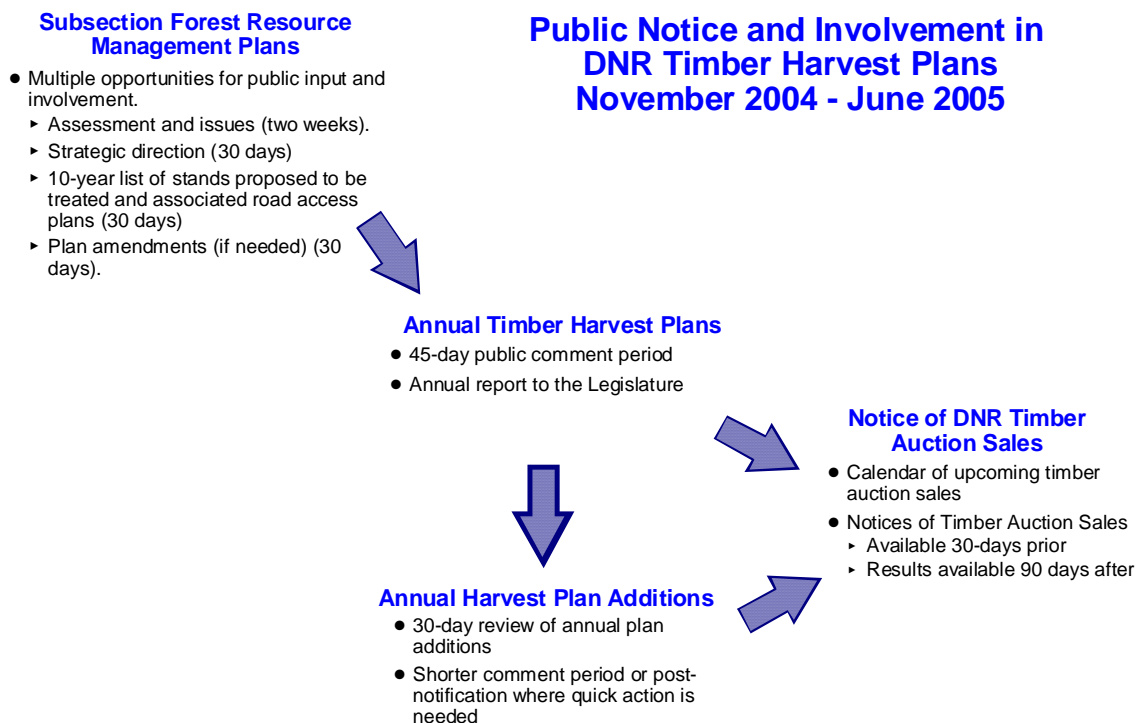 Subsection Forest Resource
Management Plans
● Multiple opportunities for public input and
involvement.
► Assessment and issues (two weeks).
► Strategic direction (30 days)
► 10-year list of stands proposed to be
treated and associated road access
plans (30 days)
► Plan amendments (if needed) (30
days).
Public Notice and Involvement in
DNR Timber Harvest Plans
November 2004 - June 2005
Annual Timber Harvest Plans
● 45-day public comment period
● Annual report to the Legislature
Notice of DNR Timber
Auction Sales
● Calendar of upcoming timber
auction sales
● Notices of Timber Auction Sales
► Available 30-days prior
► Results available 90 days after
Annual Harvest Plan Additions
● 30-day review of annual plan
additions
● Shorter comment period or post-
notification where quick action is
needed